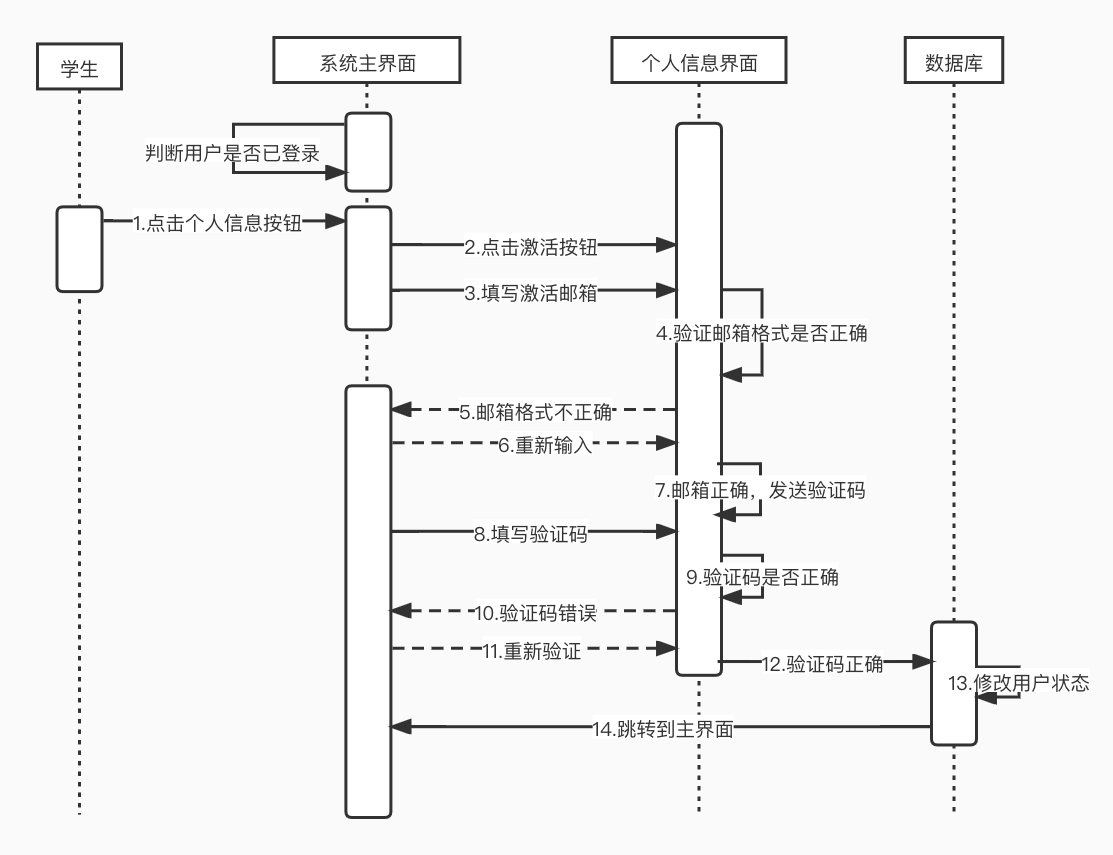 学生
系统主界面
个人信息界面
数据库
判断用户是否已登录
1.点击个人信息按钮
2.点击激活按钮
3.填写激活邮箱
4.验证邮箱格式是否正确
5.邮箱格式不正确
6.重新输入
7.邮箱正确，发送验证码
8.填写验证码
9.验证码是否正确
10.验证码错误
11.重新验证
12.验证码正确
13.修改用户状态
14.跳转到主界面